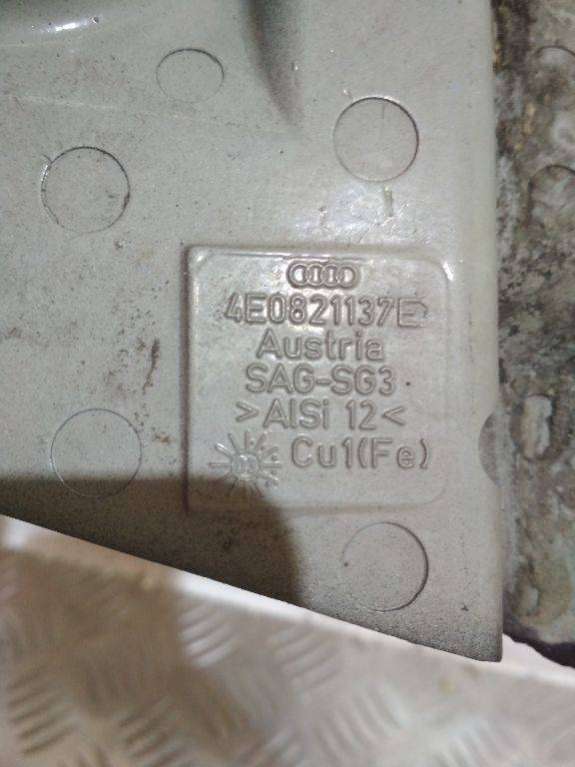 4E0821137E
Austria
SAG-SG3
>AlSi 12<
Cu1(Fe)